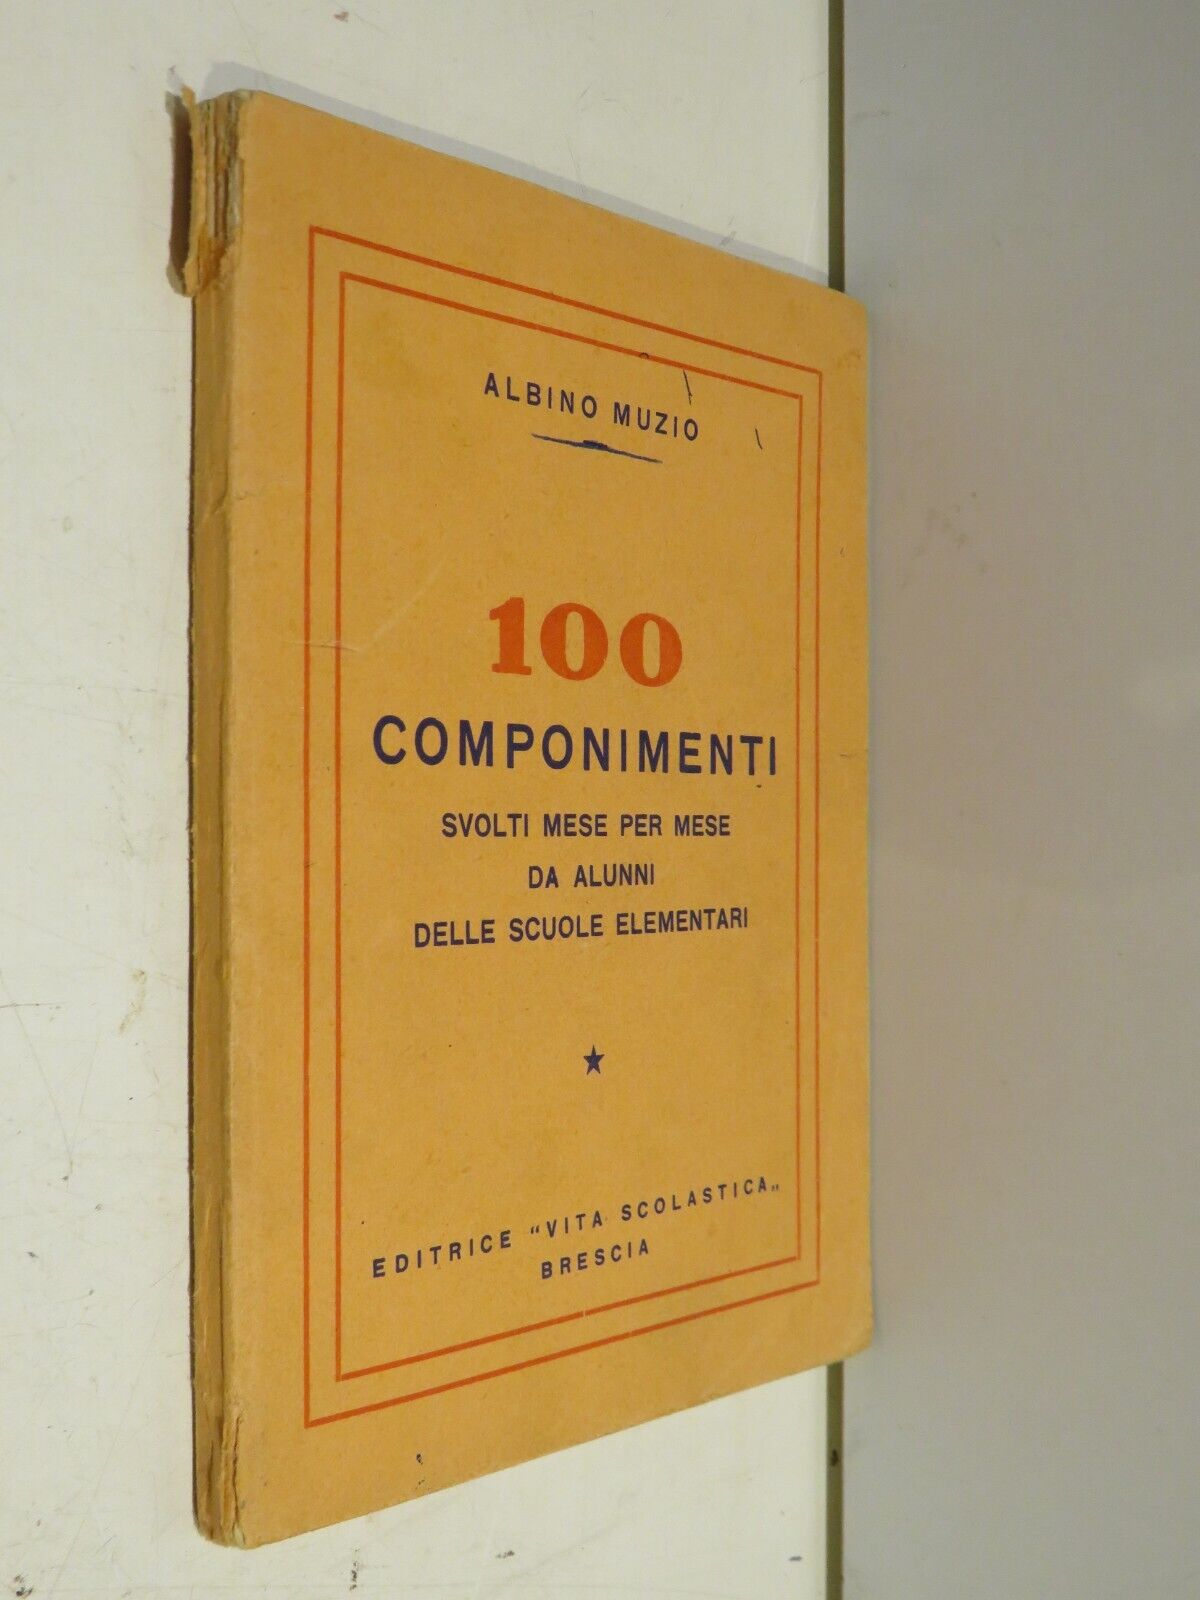 ALBINO MUZIO
100
COMPONIMENTI
SVOLTI MESE PER MESE
DA ALUNNI
DELLE SCUOLE ELEMENTARI
EDITRICE "VITA SCOLASTICA„
BRESCIA